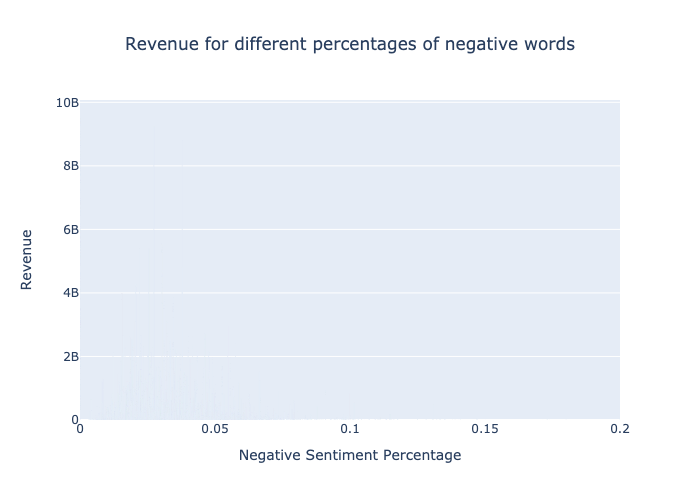 Revenue for different percentages of negative words
10B
8B
6B
4B
2B
0
0
0.05
0.1
0.15
0.2
Revenue
Negative Sentiment Percentage